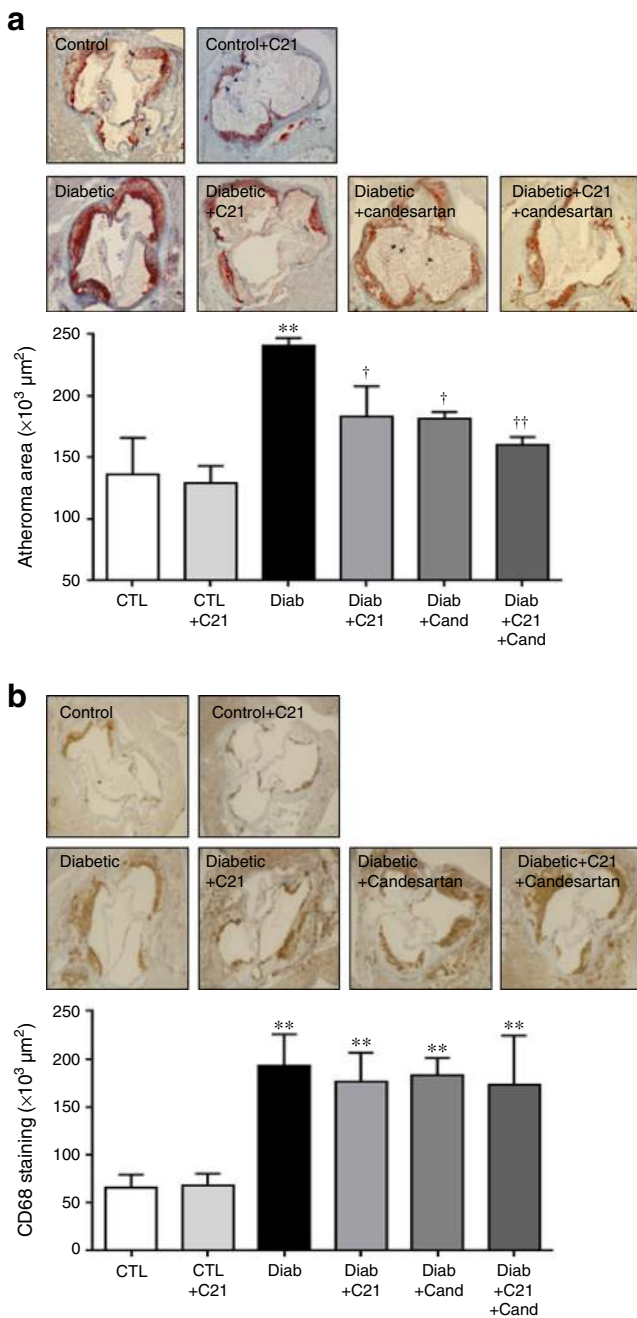 a
Control
Control+C21
Diabetic
Diabetic
+C21
Diabetic
+candesartan
Diabetic+C21
+candesartan
Atheroma area (×10³ µm²)
250
200
150
100
50
**
†
†
††
CTL
CTL
+C21
Diab
Diab
+C21
Diab
+Cand
Diab
+C21
+Cand
b
Control
Control+C21
Diabetic
Diabetic
+C21
Diabetic
+Candesartan
Diabetic+C21
+Candesartan
CD68 staining (×10³ µm²)
250
200
150
100
50
0
**
**
**
**
CTL
CTL
+C21
Diab
Diab
+C21
Diab
+Cand
Diab
+C21
+Cand